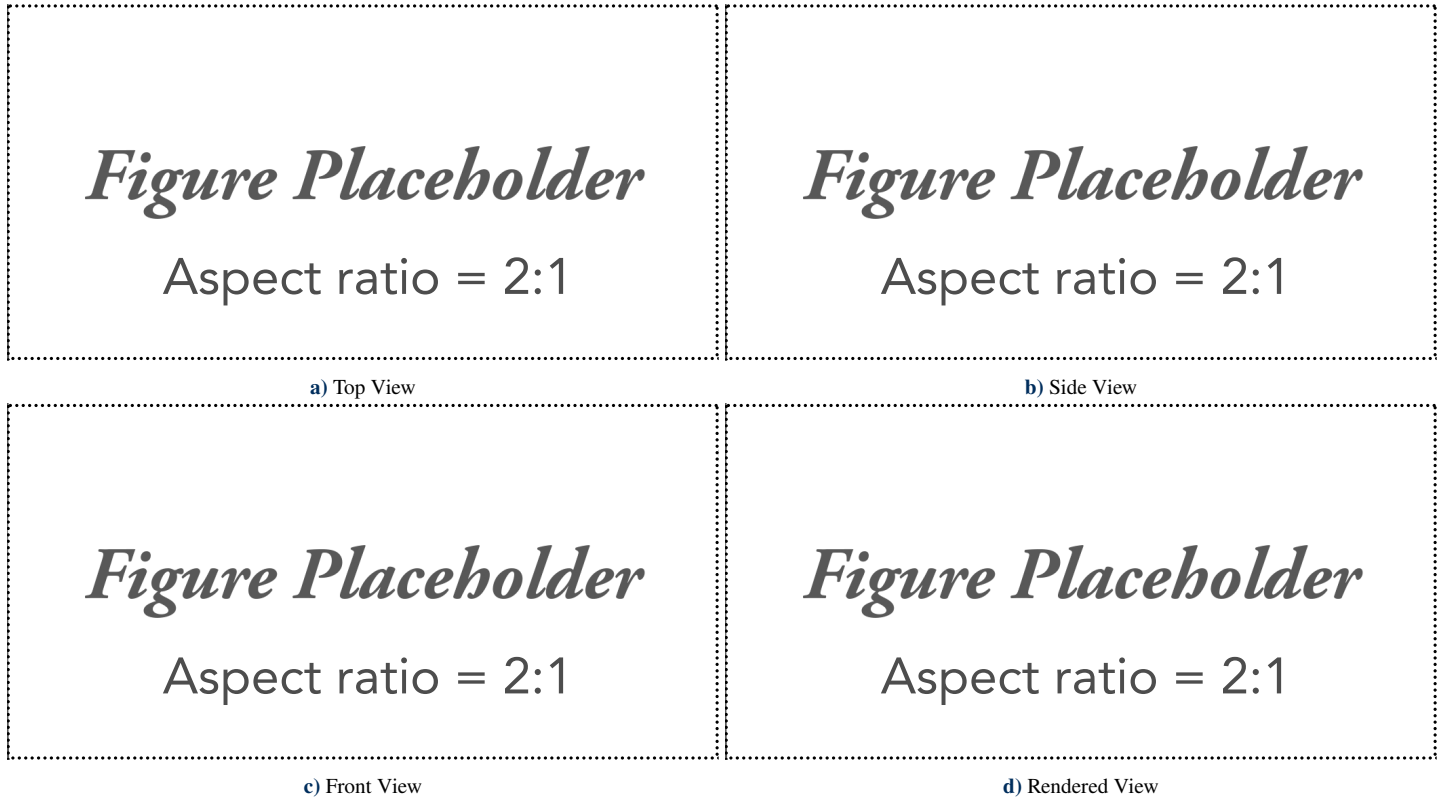 Figure Placeholder
Aspect ratio = 2:1
a) Top View
Figure Placeholder
Aspect ratio = 2:1
b) Side View
Figure Placeholder
Aspect ratio = 2:1
c) Front View
Figure Placeholder
Aspect ratio = 2:1
d) Rendered View